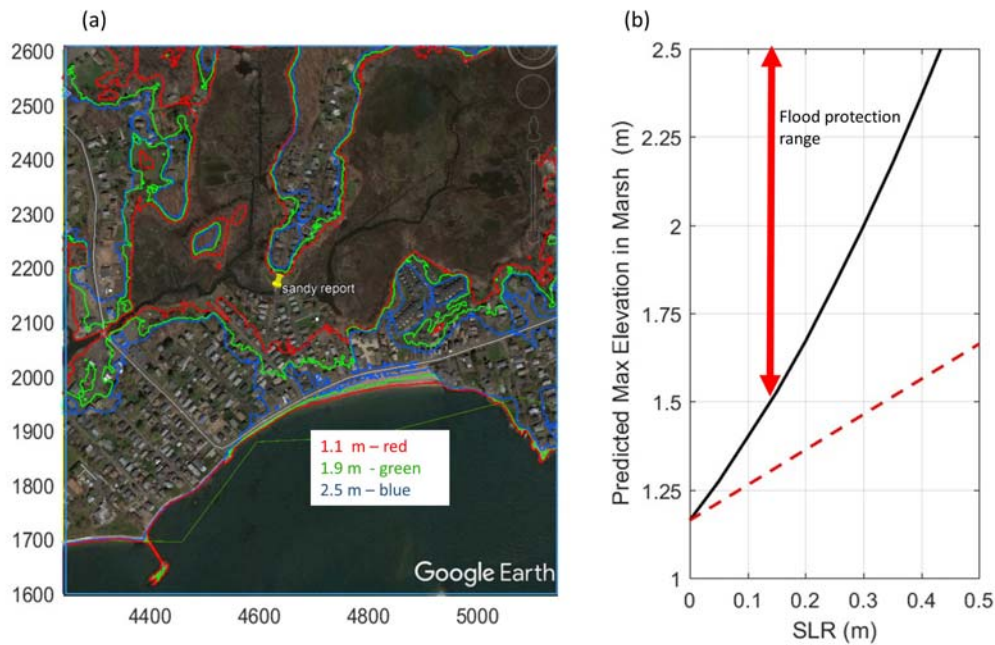 (a)
2600
2500
2400
2300
2200
2100
2000
1900
1800
1700
1600
4400
4600
4800
5000
sandy report
1.1 m – red
1.9 m - green
2.5 m – blue
Google Earth
(b)
2.5
2.25
2
1.75
1.5
1.25
1
0
0.1
0.2
0.3
0.4
0.5
Flood protection
range
Predicted Max Elevation in Marsh (m)
SLR (m)